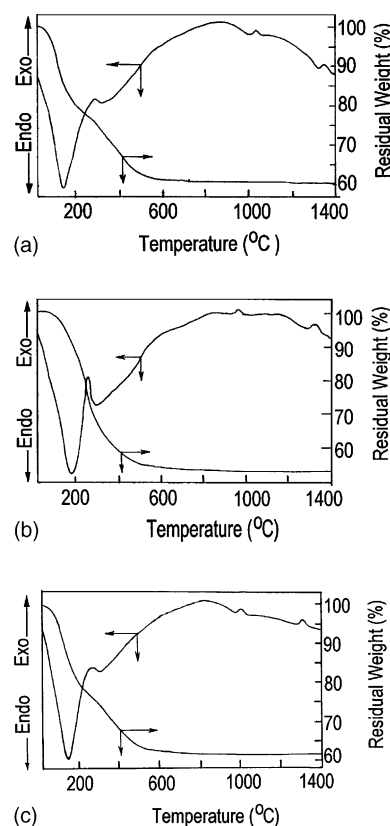 Endo Exo
100
90
80
70
60
Residual Weight (%)
200 600 1000 1400
(a) Temperature (°C)
Endo Exo
100
90
80
70
60
Residual Weight (%)
200 600 1000 1400
(b) Temperature (°C)
Endo Exo
100
90
80
70
60
Residual Weight (%)
200 600 1000 1400
(c) Temperature (°C)